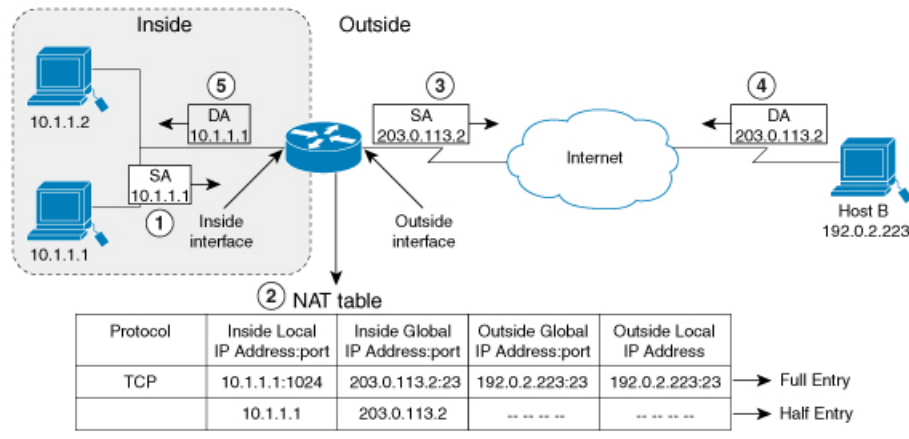 Inside
Outside
5
3
4
DA
10.1.1.1
SA
203.0.113.2
DA
203.0.113.2
10.1.1.2
Internet
SA
10.1.1.1
1
Inside
interface
Outside
interface
Host B
192.0.2.223
10.1.1.1
2 NAT table
Protocol
Inside Local
IP Address:port
Inside Global
IP Address:port
Outside Global
IP Address:port
Outside Local
IP Address
TCP 10.1.1.1:1024 203.0.113.2:23 192.0.2.223:23 192.0.2.223:23 Full Entry
10.1.1.1 203.0.113.2 -- -- -- -- -- -- -- -- Half Entry